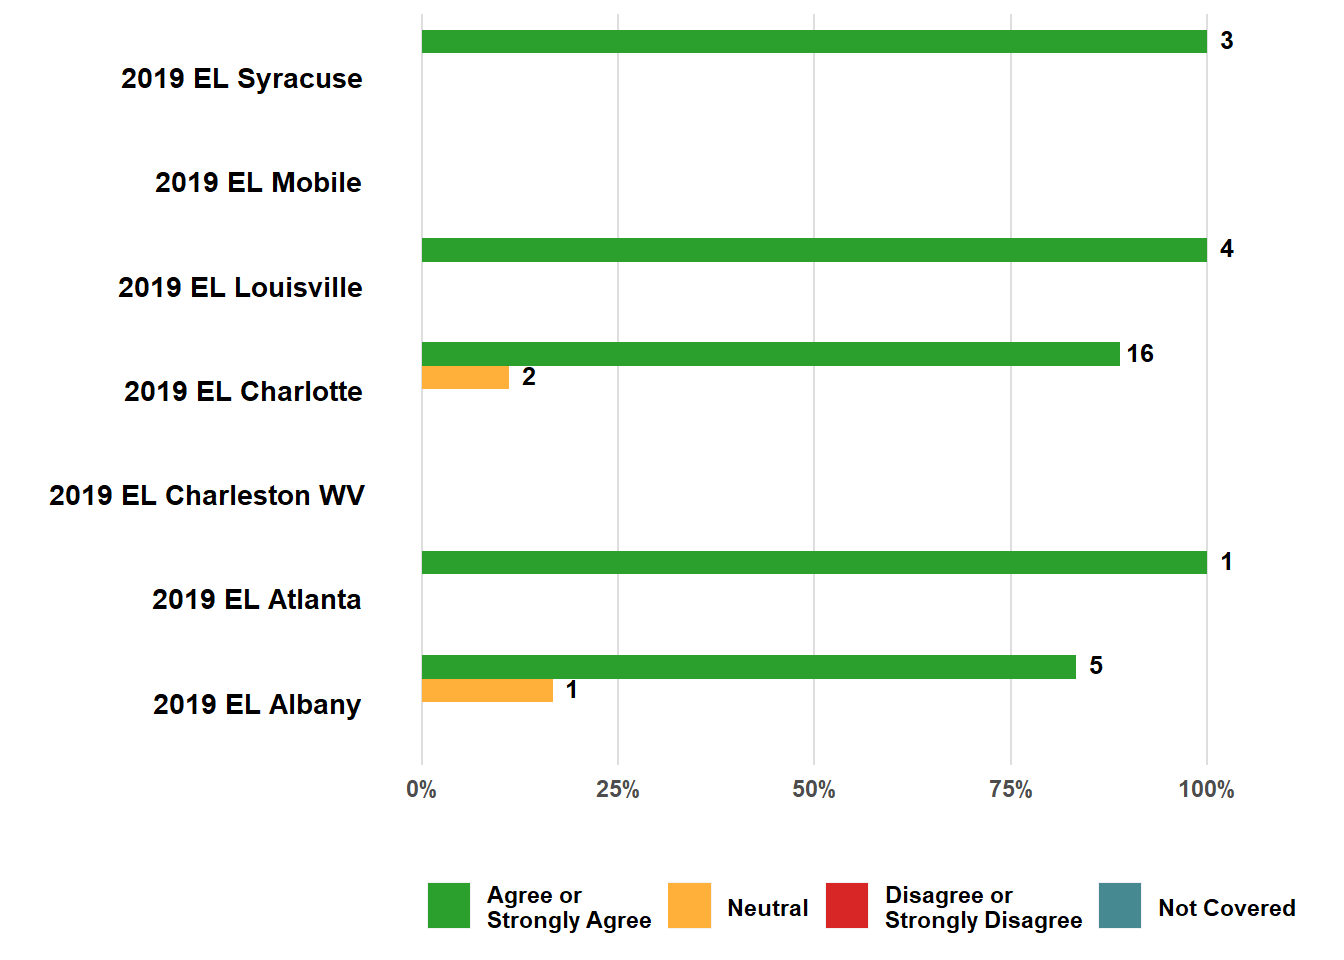 3
2019 EL Syracuse
2019 EL Mobile
4
2019 EL Louisville
16
2
2019 EL Charlotte
2019 EL Charleston WV
1
2019 EL Atlanta
5
1
2019 EL Albany
0% 25% 50% 75% 100%
Agree or
Strongly Agree
Neutral
Disagree or
Strongly Disagree
Not Covered